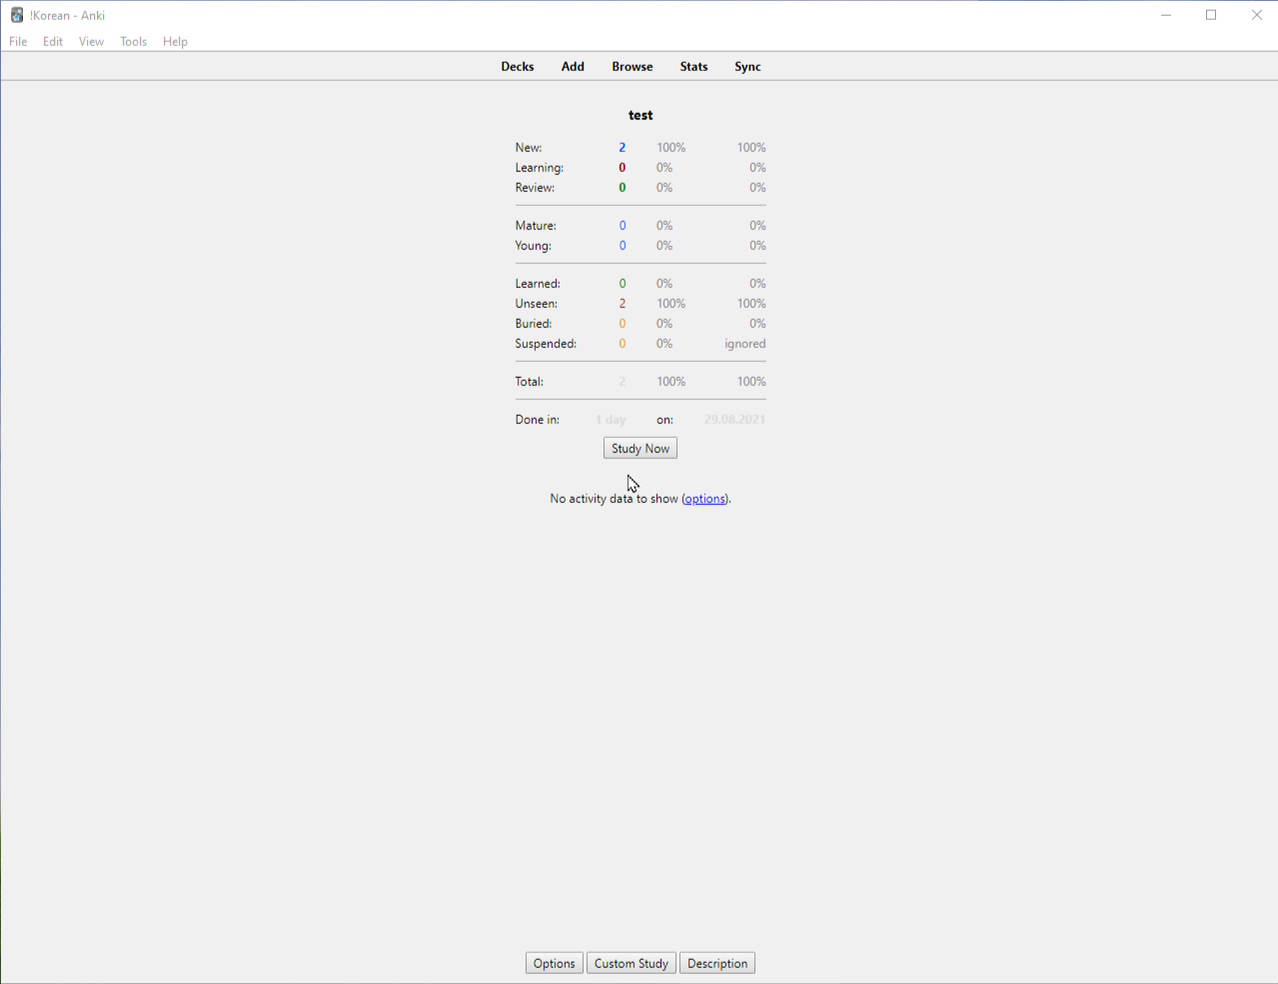 !Korean - Anki
File Edit View Tools Help
Decks Add Browse Stats Sync
test
New: 2 100% 100%
Learning: 0 0% 0%
Review: 0 0% 0%
Mature: 0 0% 0%
Young: 0 0% 0%
Learned: 0 0% 0%
Unseen: 2 100% 100%
Buried: 0 0% 0%
Suspended: 0 0% ignored
Total: 2 100% 100%
Done in: 1 day on: 29.08.2021
Study Now
No activity data to show (options).
Options Custom Study Description